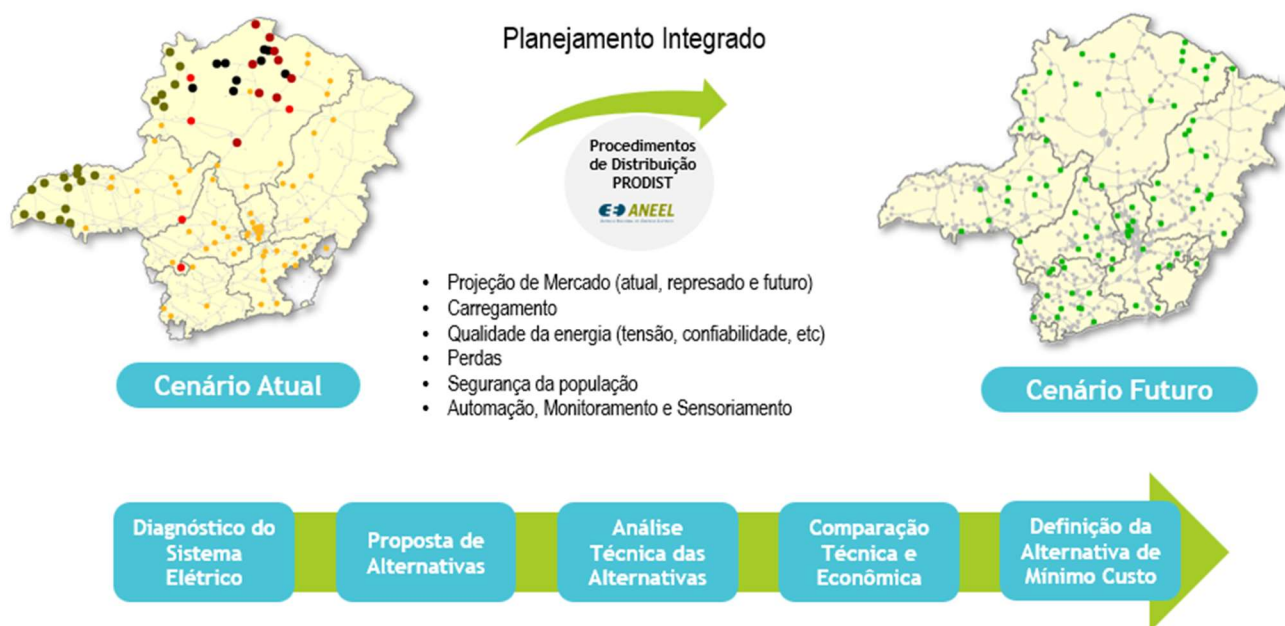 Planejamento Integrado
Procedimentos
de Distribuição
PRODIST
ANEEL
• Projeção de Mercado (atual, represado e futuro)
• Carregamento
• Qualidade da energia (tensão, confiabilidade, etc)
• Perdas
• Segurança da população
• Automação, Monitoramento e Sensoriamento
Cenário Atual
Cenário Futuro
Diagnóstico do
Sistema
Elétrico
Proposta de
Alternativas
Análise
Técnica das
Alternativas
Comparação
Técnica e
Econômica
Definição da
Alternativa de
Mínimo Custo